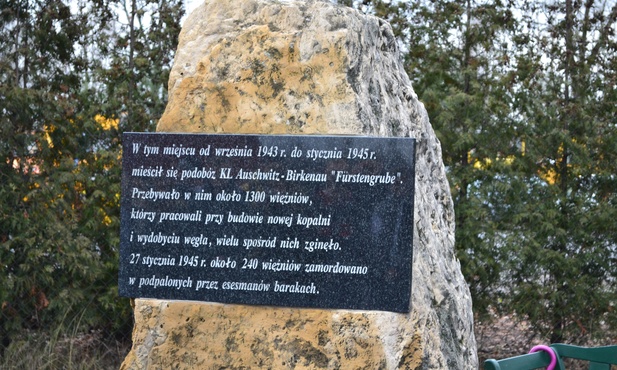 W tym miejscu od września 1943 r. do stycznia 1945 r.
mieścił się podobóz KL Auschwitz - Birkenau "Fürstengrube".
Przebywało w nim około 1300 więźniów,
którzy pracowali przy budowie nowej kopalni
i wydobyciu węgla, wielu spośród nich zginęło.
27 stycznia 1945 r. około 240 więźniów zamordowano
w podpalonych przez esesmanów barakach.